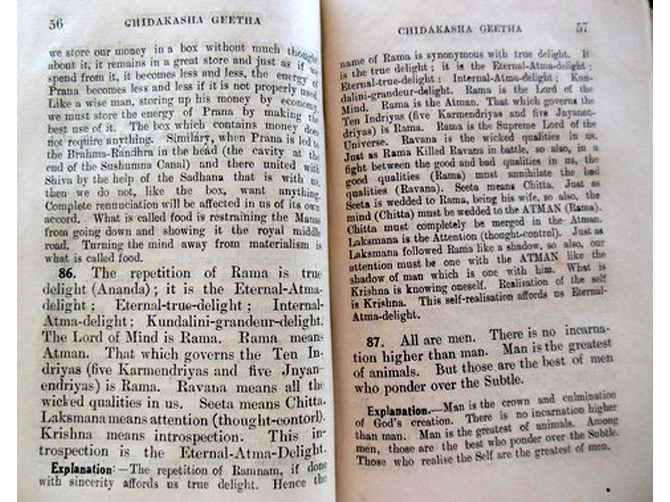 56 CHIDAKASHA GEETHA
we store our money in a box without much thought
about it, it remains in a great store and just as if we
spend from it, it becomes less and less, the energy of
Prana becomes less and less if it is not properly used.
Like a wise man, storing up his money by economy,
we must store the energy of Prana by making the
best use of it. The box which contains money does
not require anything. Similary, when Prana is led to
the Brahma-Randhra in the head (the cavity at the
end of the Sushumna Canal) and there united with
Shiva by the help of the Sadhana that is with us,
then we do not, like the box, want anything.
Complete renunciation will be affected in us of its own
accord. What is called food is restraining the Manas
from going down and showing it the royal middle
road. Turning the mind away from materialism is
what is called food.
86. The repetition of Rama is true
delight (Ananda); it is the Eternal-Atma-
delight; Eternal-true-delight; Internal-
Atma-delight; Kundalini-grandeur-delight.
The Lord of Mind is Rama. Rama means
Atman. That which governs the Ten In-
driyas (five Karmendriyas and five Jnyan-
endriyas) is Rama. Ravana means all the
wicked qualities in us. Seeta means Chitta.
Laksmana means attention (thought-contorl).
Krishna means introspection. This in-
trospection is the Eternal-Atma-Delight.
Explanation:—The repetition of Ramnam, if done
with sincerity affords us true delight. Hence the
CHIDAKASHA GEETHA 57
name of Rama is synonymous with true delight. It
is the true delight; it is the Eternal-Atma-delight;
Eternal-true-delight; Internal-Atma-delight; Kun-
dalini-grandeur-delight. Rama is the Lord of the
Mind. Rama is the Atman. That which governs the
Ten Indriyas (five Karmendriyas and five Jnyanen-
driyas) is Rama. Rama is the Supreme Lord of the
Universe. Ravana is the wicked qualities in us.
Just as Rama Killed Ravana in battle, so also, in a
fight between the good and bad qualities in us, the
good qualities (Rama) must annihilate the bad
qualities (Ravana). Seeta means Chitta. Just as
Seeta is wedded to Rama, being his wife, so also, the
mind (Chitta) must be wedded to the ATMAN (Rama).
Chitta must completely be merged in the Atman.
Laksmana is the Attention (thought-control). Just as
Laksmana followed Rama like a shadow, so also, our
attention must be one with the ATMAN like the
shadow of man which is one with him. What is
Krishna is knowing oneself. Realisation of the self
is Krishna. This self-realisation affords us Eternal-
Atma-delight.
87. All are men. There is no incarna-
tion higher than man. Man is the greatest
of animals. But those are the best of men
who ponder over the Subtle.
Explanation.—Man is the crown and culmination
of God's creation. There is no incarnation higher
than man. Man is the greatest of animals. Among
men, those are the best who ponder over the Subtle.
Those who realise the Self are the greatest of men.